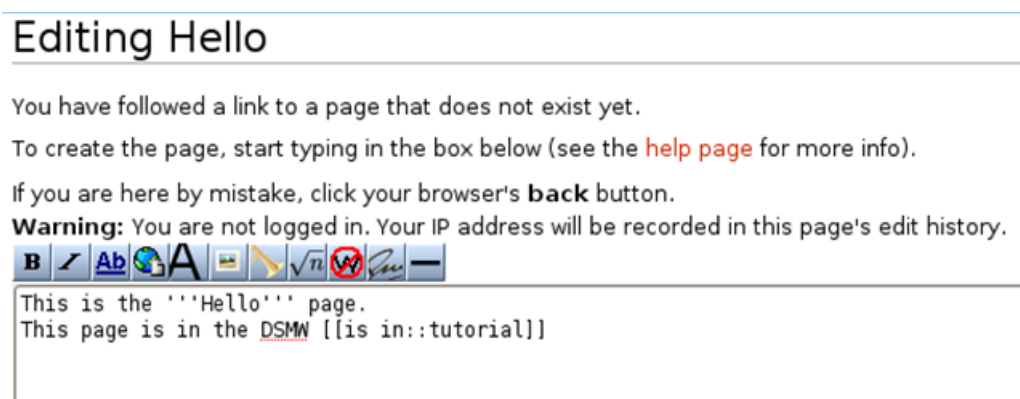 Editing Hello
You have followed a link to a page that does not exist yet.
To create the page, start typing in the box below (see the help page for more info).
If you are here by mistake, click your browser's back button.
Warning: You are not logged in. Your IP address will be recorded in this page's edit history.
B I Ab A √n W
This is the '''Hello''' page.
This page is in the DSMW [[is in::tutorial]]